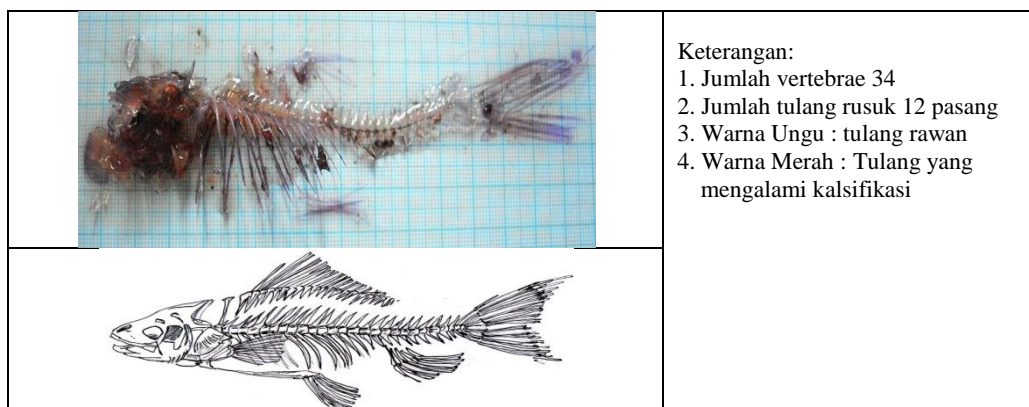 Keterangan:
1. Jumlah vertebrae 34
2. Jumlah tulang rusuk 12 pasang
3. Warna Ungu : tulang rawan
4. Warna Merah : Tulang yang
mengalami kalsifikasi